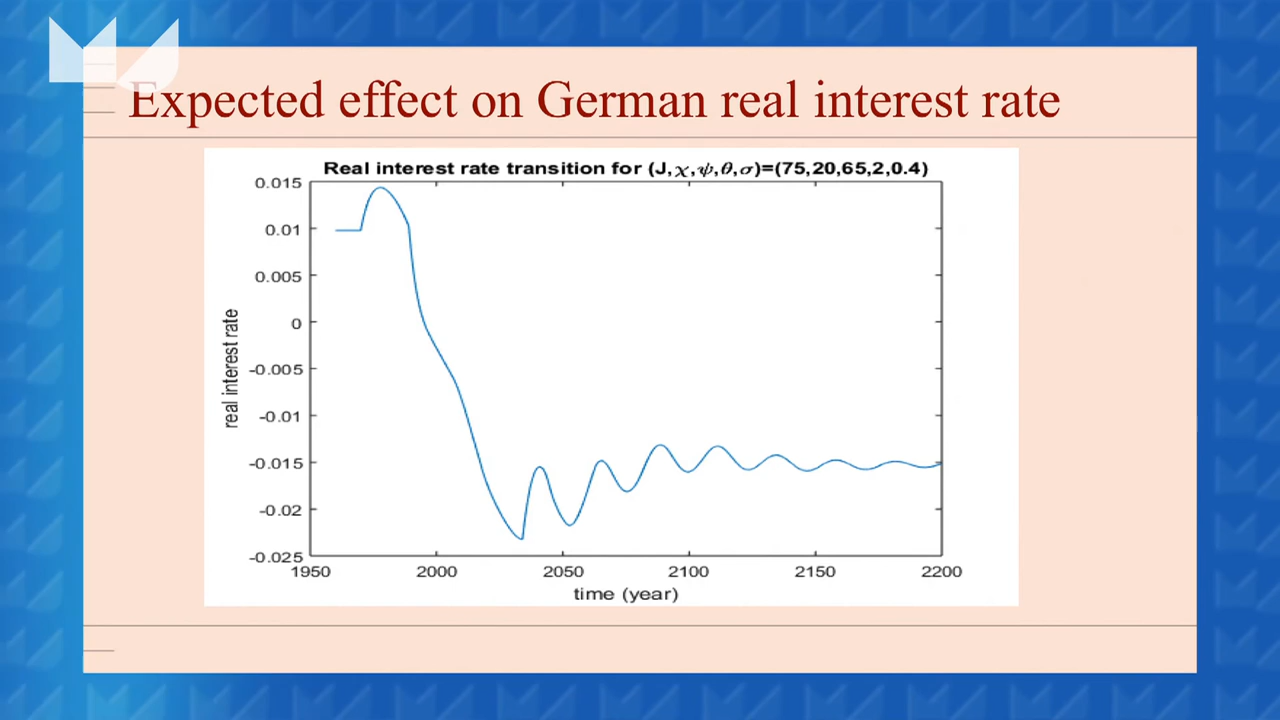 Expected effect on German real interest rate
Real interest rate transition for (J,χ,ψ,θ,σ)=(75,20,65,2,0.4)
0.015
0.01
0.005
0
-0.005
-0.01
-0.015
-0.02
-0.025
real interest rate
1950 2000 2050 2100 2150 2200
time (year)